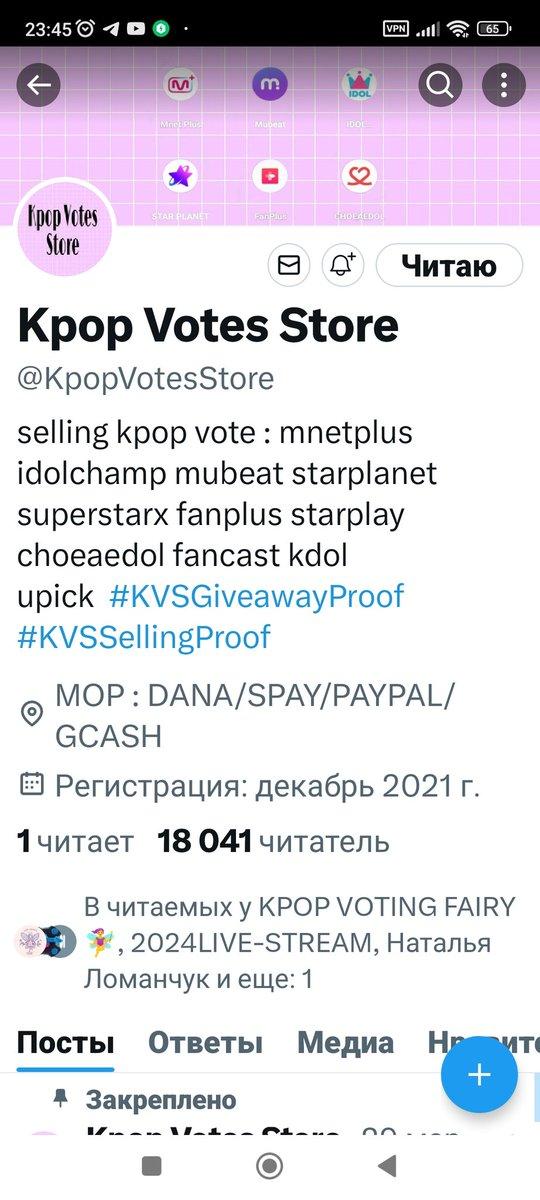 23:45
VPN
65
Mnet Plus
Mubeat
IDOL
IDOL...
STAR PLANET
FanPlus
CHOEAEDOL
Kpop Votes
Store
Читаю
Kpop Votes Store
@KpopVotesStore
selling kpop vote : mnetplus
idolchamp mubeat starplanet
superstarx fanplus starplay
choeaedol fancast kdol
upick #KVSGiveawayProof
#KVSSellingProof
MOP : DANA/SPAY/PAYPAL/
GCASH
Регистрация: декабрь 2021 г.
1 читает 18 041 читатель
В читаемых у KPOP VOTING FAIRY
🧚, 2024LIVE-STREAM, Наталья
Ломанчук и еще: 1
Посты Ответы Медиа
Закреплено
Kpop Votes Store